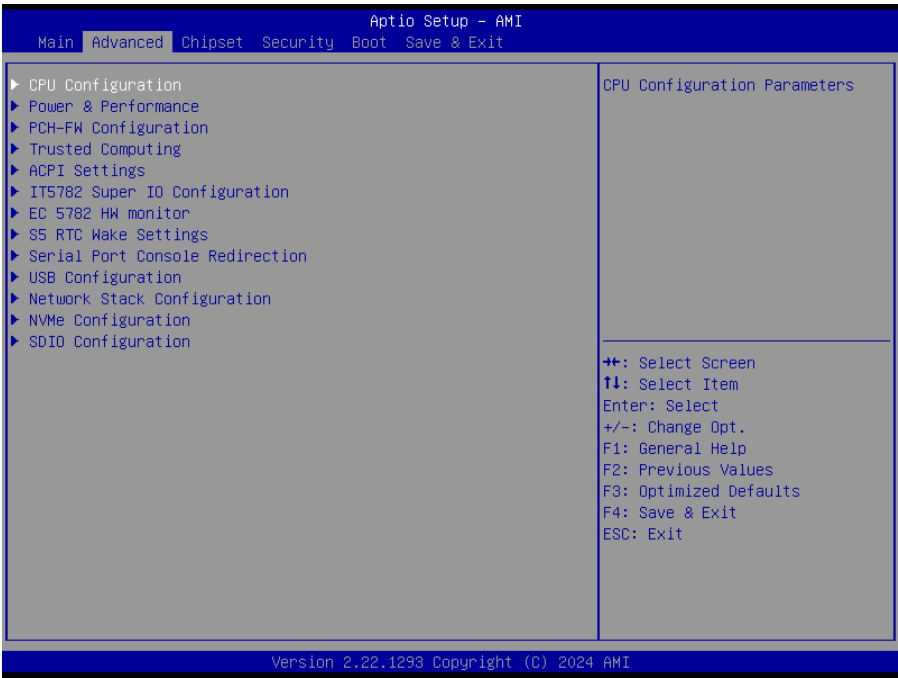 Aptio Setup – AMI
Main Advanced Chipset Security Boot Save & Exit
CPU Configuration
Power & Performance
PCH-FW Configuration
Trusted Computing
ACPI Settings
IT5782 Super IO Configuration
EC 5782 HW monitor
S5 RTC Wake Settings
Serial Port Console Redirection
USB Configuration
Network Stack Configuration
NVMe Configuration
SDIO Configuration
CPU Configuration Parameters
→←: Select Screen
↑↓: Select Item
Enter: Select
+/-: Change Opt.
F1: General Help
F2: Previous Values
F3: Optimized Defaults
F4: Save & Exit
ESC: Exit
Version 2.22.1293 Copyright (C) 2024 AMI